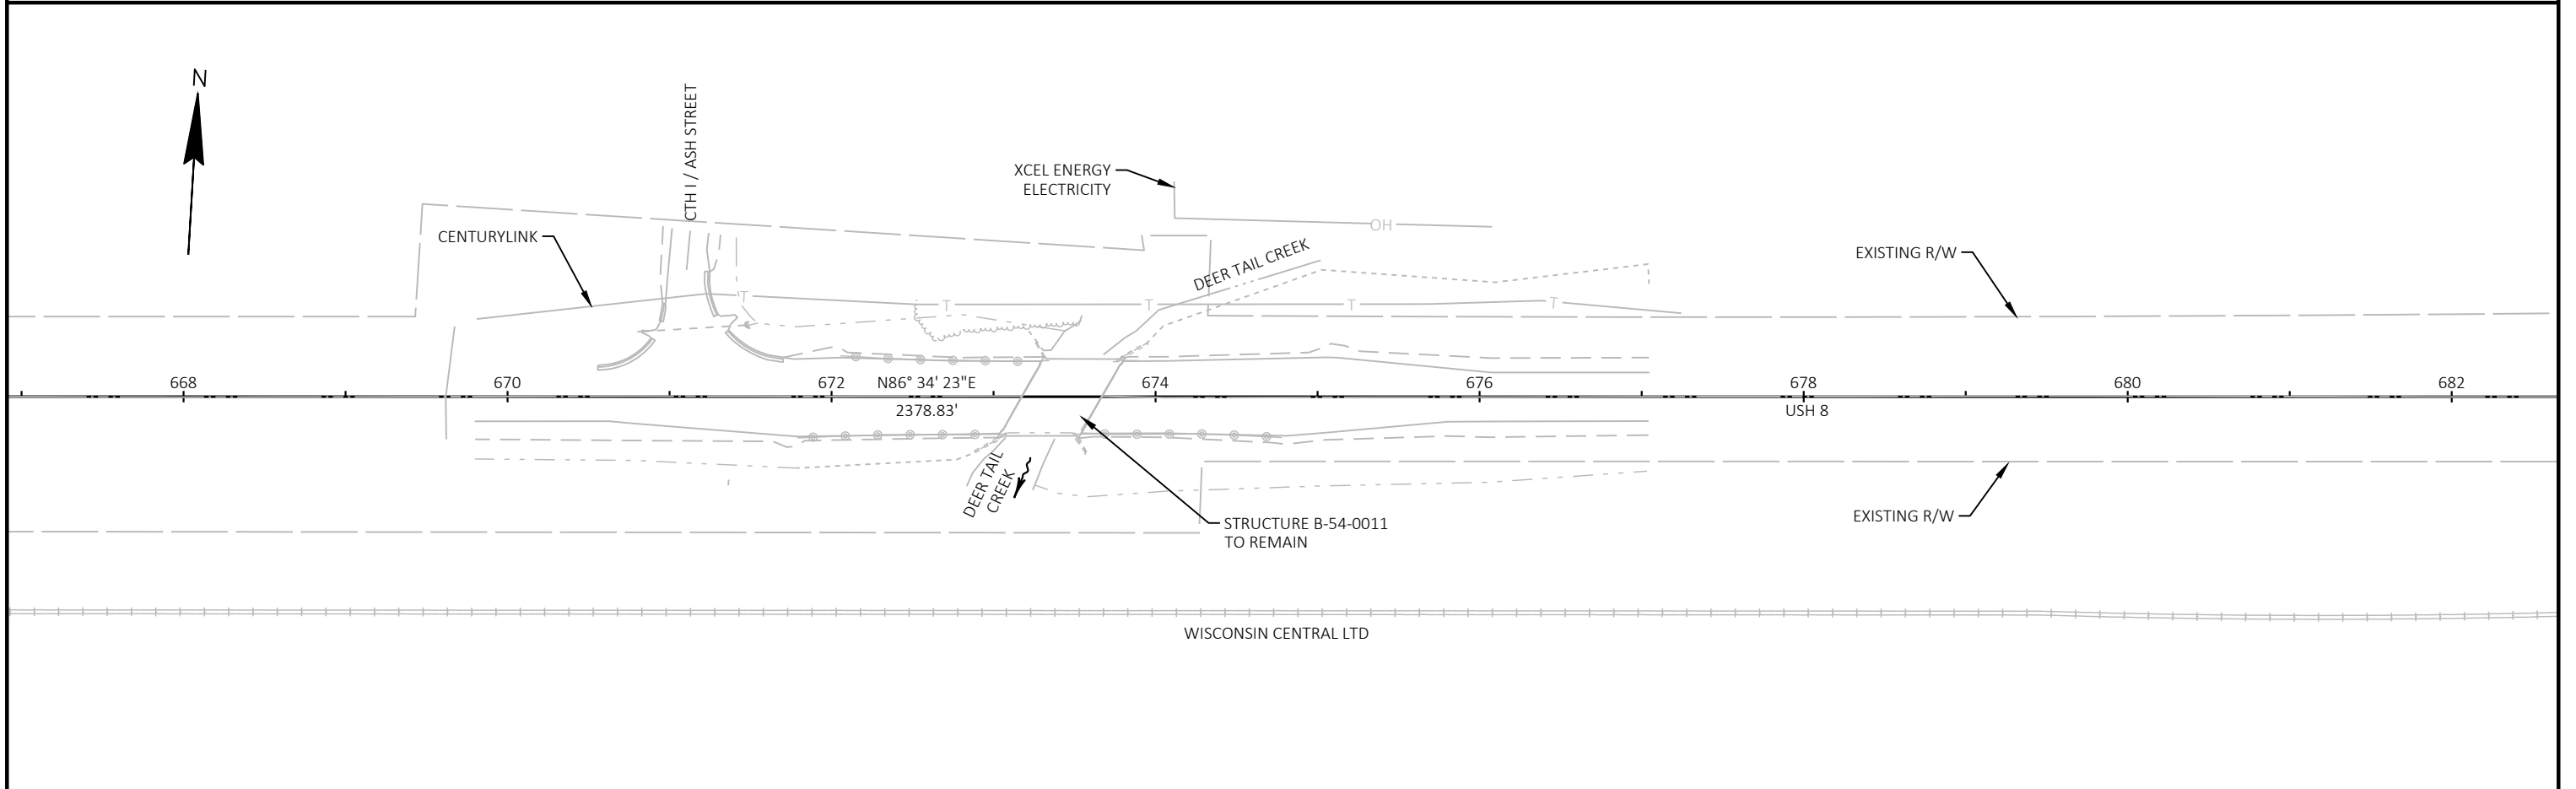 N
CTH I / ASH STREET
XCEL ENERGY
ELECTRICITY
OH
CENTURYLINK
DEER TAIL CREEK
EXISTING R/W
T
T
T
T
T
668
670
672
N86° 34' 23"E
674
676
678
680
682
2378.83'
USH 8
DEER TAIL
CREEK
STRUCTURE B-54-0011
TO REMAIN
EXISTING R/W
WISCONSIN CENTRAL LTD